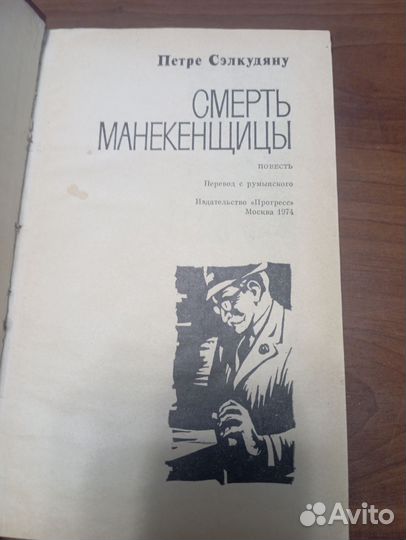 Петре Сэлкудяну
СМЕРТЬ
МАНЕКЕНЩИЦЫ
ПОВЕСТЬ
Перевод с румынского
Издательство «Прогресс»
Москва 1974
Avito